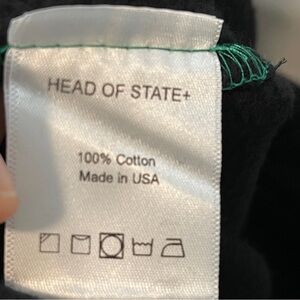 HEAD OF STATE+
100% Cotton
Made in USA